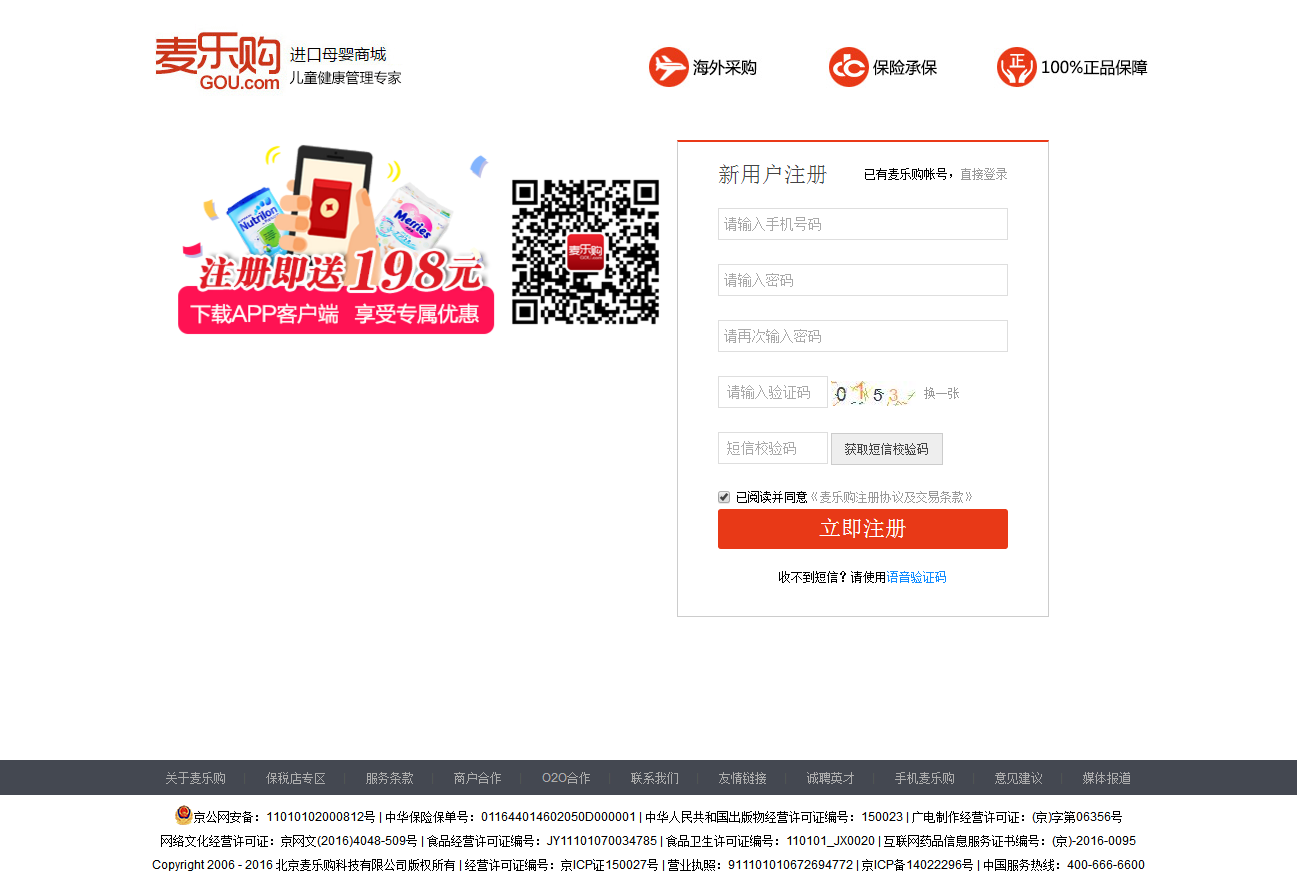 麦乐购
GOU.com
进口母婴商城
儿童健康管理专家
海外采购
保险承保
正
100%正品保障
Nutrilon
Merries
注册即送198元
下载APP客户端 享受专属优惠
麦乐购
GOU.COM
新用户注册
已有麦乐购帐号，直接登录
请输入手机号码
请输入密码
请再次输入密码
请输入验证码
0153
换一张
短信校验码
获取短信校验码
已阅读并同意《麦乐购注册协议及交易条款》
立即注册
收不到短信？请使用语音验证码
关于麦乐购 | 保税店专区 | 服务条款 | 商户合作 | O2O合作 | 联系我们 | 友情链接 | 诚聘英才 | 手机麦乐购 | 意见建议 | 媒体报道
京公网安备：11010102000812号 | 中华保险保单号：011644014602050D000001 | 中华人民共和国出版物经营许可证编号：150023 | 广电制作经营许可证：(京)字第06356号
网络文化经营许可证：京网文(2016)4048-509号 | 食品经营许可证编号：JY11101070034785 | 食品卫生许可证编号：110101_JX0020 | 互联网药品信息服务证书编号：(京)-2016-0095
Copyright 2006 - 2016 北京麦乐购科技有限公司版权所有 | 经营许可证编号：京ICP证150027号 | 营业执照：911101010672694772 | 京ICP备14022296号 | 中国服务热线：400-666-6600